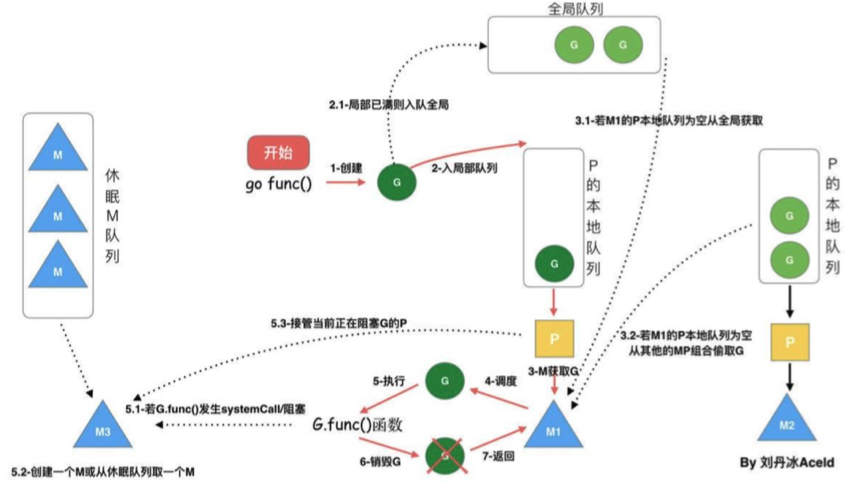 全局队列
G
G
2.1-局部已满则入队全局
3.1-若M1的P本地队列为空从全局获取
开始
go func()
1-创建
G
2-入局部队列
M
M
M
休眠M队列
P的本地队列
G
P的本地队列
G
G
5.3-接管当前正在阻塞G的P
P
3.2-若M1的P本地队列为空
从其他的MP组合偷取G
P
3-M获取G
5-执行
G
4-调度
5.1-若G.func()发生systemCall/阻塞
G.func()函数
M3
M1
M2
6-销毁G
G
7-返回
5.2-创建一个M或从休眠队列取一个M
By 刘丹冰Aceld